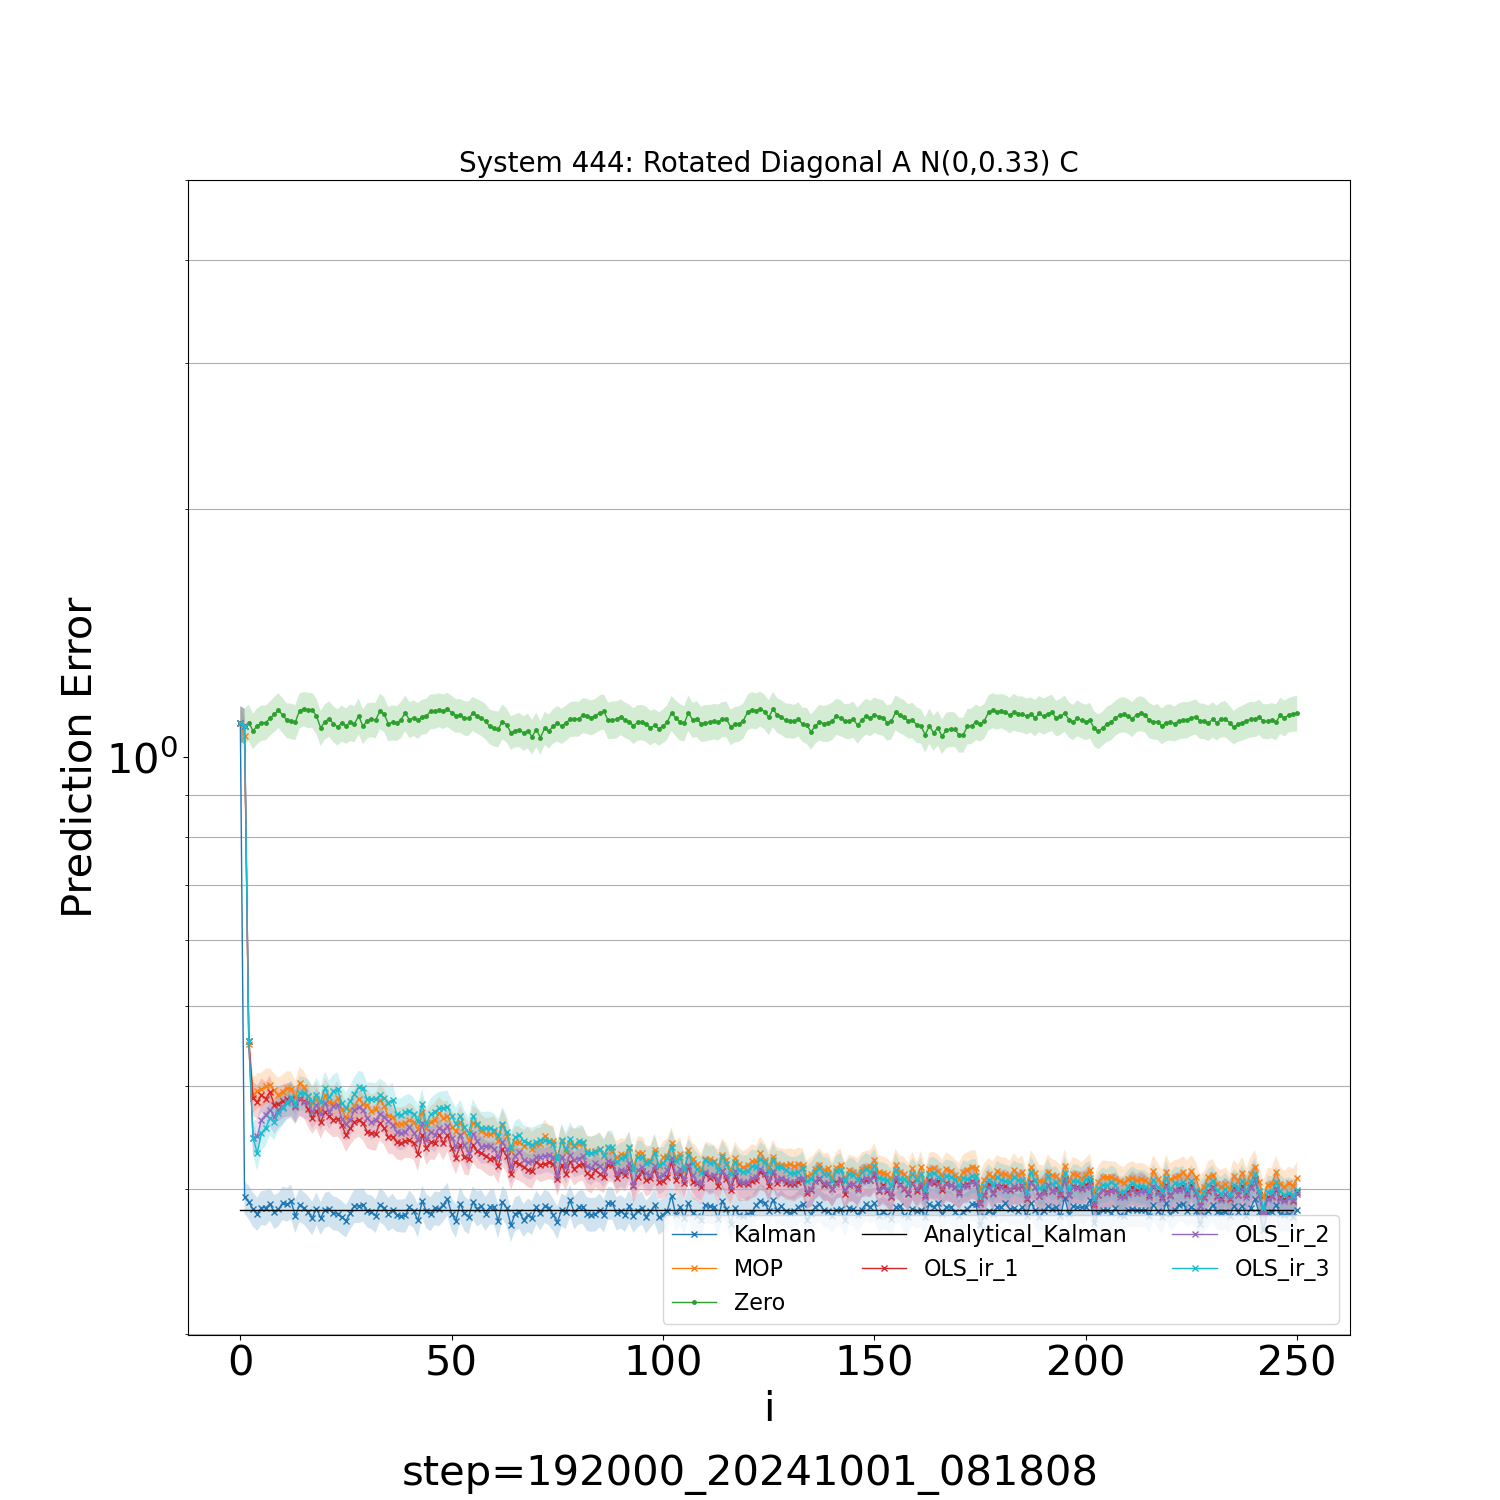 System 444: Rotated Diagonal A N(0,0.33) C
Prediction Error
10⁰
Kalman
MOP
Zero
Analytical_Kalman
OLS_ir_1
OLS_ir_2
OLS_ir_3
0 50 100 150 200 250
i
step=192000_20241001_081808